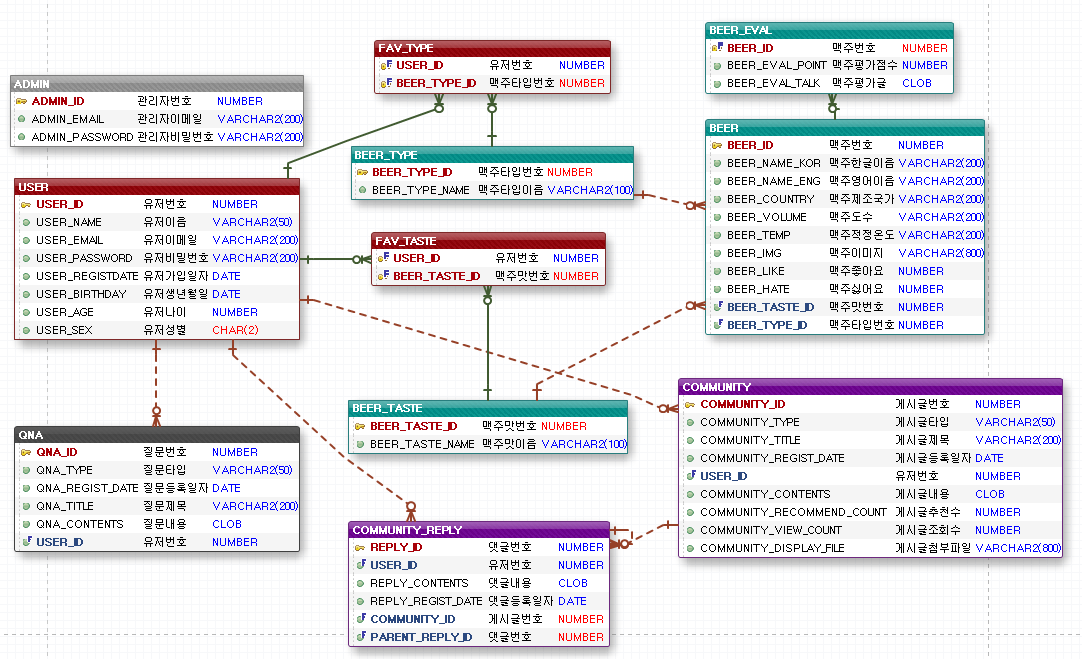 ADMIN
ADMIN_ID 관리자번호 NUMBER
ADMIN_EMAIL 관리자이메일 VARCHAR2(200)
ADMIN_PASSWORD 관리자비밀번호 VARCHAR2(200)
FAV_TYPE
USER_ID 유저번호 NUMBER
BEER_TYPE_ID 맥주타입번호 NUMBER
BEER_EVAL
BEER_ID 맥주번호 NUMBER
BEER_EVAL_POINT 맥주평가점수 NUMBER
BEER_EVAL_TALK 맥주평가글 CLOB
BEER_TYPE
BEER_TYPE_ID 맥주타입번호 NUMBER
BEER_TYPE_NAME 맥주타입이음 VARCHAR2(100)
BEER
BEER_ID 맥주번호 NUMBER
BEER_NAME_KOR 맥주한글이음 VARCHAR2(200)
BEER_NAME_ENG 맥주영어이음 VARCHAR2(200)
BEER_COUNTRY 맥주제조국가 VARCHAR2(200)
BEER_VOLUME 맥주도수 VARCHAR2(200)
BEER_TEMP 맥주적정온도 VARCHAR2(200)
BEER_IMG 맥주이미지 VARCHAR2(800)
BEER_LIKE 맥주좋아요 NUMBER
BEER_HATE 맥주싫어요 NUMBER
BEER_TASTE_ID 맥주맛번호 NUMBER
BEER_TYPE_ID 맥주타입번호 NUMBER
USER
USER_ID 유저번호 NUMBER
USER_NAME 유저이음 VARCHAR2(50)
USER_EMAIL 유저이메일 VARCHAR2(200)
USER_PASSWORD 유저비밀번호 VARCHAR2(200)
USER_REGISTDATE 유저가입일자 DATE
USER_BIRTHDAY 유저생년월일 DATE
USER_AGE 유저나이 NUMBER
USER_SEX 유저성별 CHAR(2)
FAV_TASTE
USER_ID 유저번호 NUMBER
BEER_TASTE_ID 맥주맛번호 NUMBER
BEER_TASTE
BEER_TASTE_ID 맥주맛번호 NUMBER
BEER_TASTE_NAME 맥주맛이음 VARCHAR2(100)
COMMUNITY
COMMUNITY_ID 게시글번호 NUMBER
COMMUNITY_TYPE 게시글타입 VARCHAR2(50)
COMMUNITY_TITLE 게시글제목 VARCHAR2(200)
COMMUNITY_REGIST_DATE 게시글등록일자 DATE
USER_ID 유저번호 NUMBER
COMMUNITY_CONTENTS 게시글내용 CLOB
COMMUNITY_RECOMMEND_COUNT 게시글추천수 NUMBER
COMMUNITY_VIEW_COUNT 게시글조회수 NUMBER
COMMUNITY_DISPLAY_FILE 게시글첨부파일 VARCHAR2(800)
QNA
QNA_ID 질문번호 NUMBER
QNA_TYPE 질문타입 VARCHAR2(50)
QNA_REGIST_DATE 질문등록일자 DATE
QNA_TITLE 질문제목 VARCHAR2(200)
QNA_CONTENTS 질문내용 CLOB
USER_ID 유저번호 NUMBER
COMMUNITY_REPLY
REPLY_ID 댓글번호 NUMBER
USER_ID 유저번호 NUMBER
REPLY_CONTENTS 댓글내용 CLOB
REPLY_REGIST_DATE 댓글등록일자 DATE
COMMUNITY_ID 게시글번호 NUMBER
PARENT_REPLY_ID 댓글번호 NUMBER